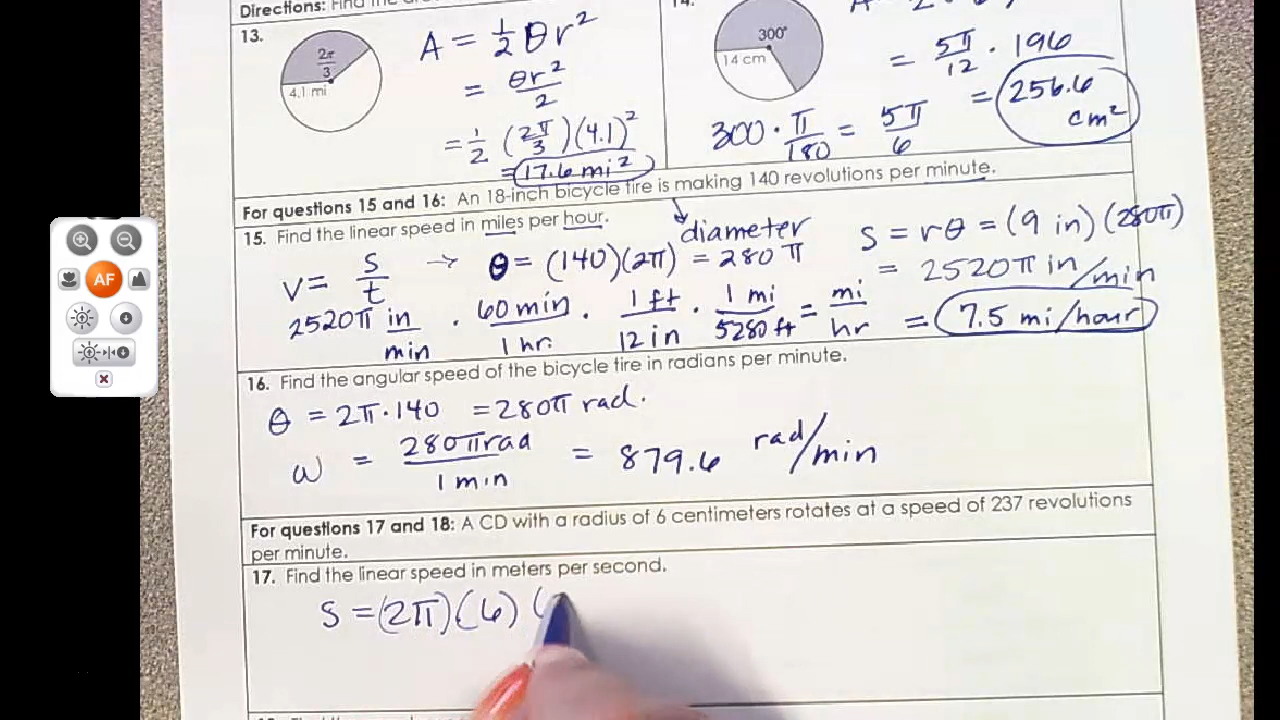 Directions: Find the
13.
2π/3
4.1 mi
A = 1/2 θr²
= θr²/2
= 1/2 (2π/3)(4.1)²
= 17.6 mi²
14.
300°
14 cm
= 5π/12 · 196
= 256.6 cm²
300 · π/180 = 5π/6
For questions 15 and 16: An 18-inch bicycle tire is making 140 revolutions per minute.
15. Find the linear speed in miles per hour.
diameter
v = s/t → θ = (140)(2π) = 280π
s = rθ = (9 in)(280π)
= 2520π in/min
2520π in/min · 60 min/1 hr · 1 ft/12 in · 1 mi/5280 ft = mi/hr = 7.5 mi/hour
16. Find the angular speed of the bicycle tire in radians per minute.
θ = 2π·140 = 280π rad.
ω = 280π rad/1 min = 879.6 rad/min
For questions 17 and 18: A CD with a radius of 6 centimeters rotates at a speed of 237 revolutions
per minute.
17. Find the linear speed in meters per second.
S = (2π)(6)(
AF